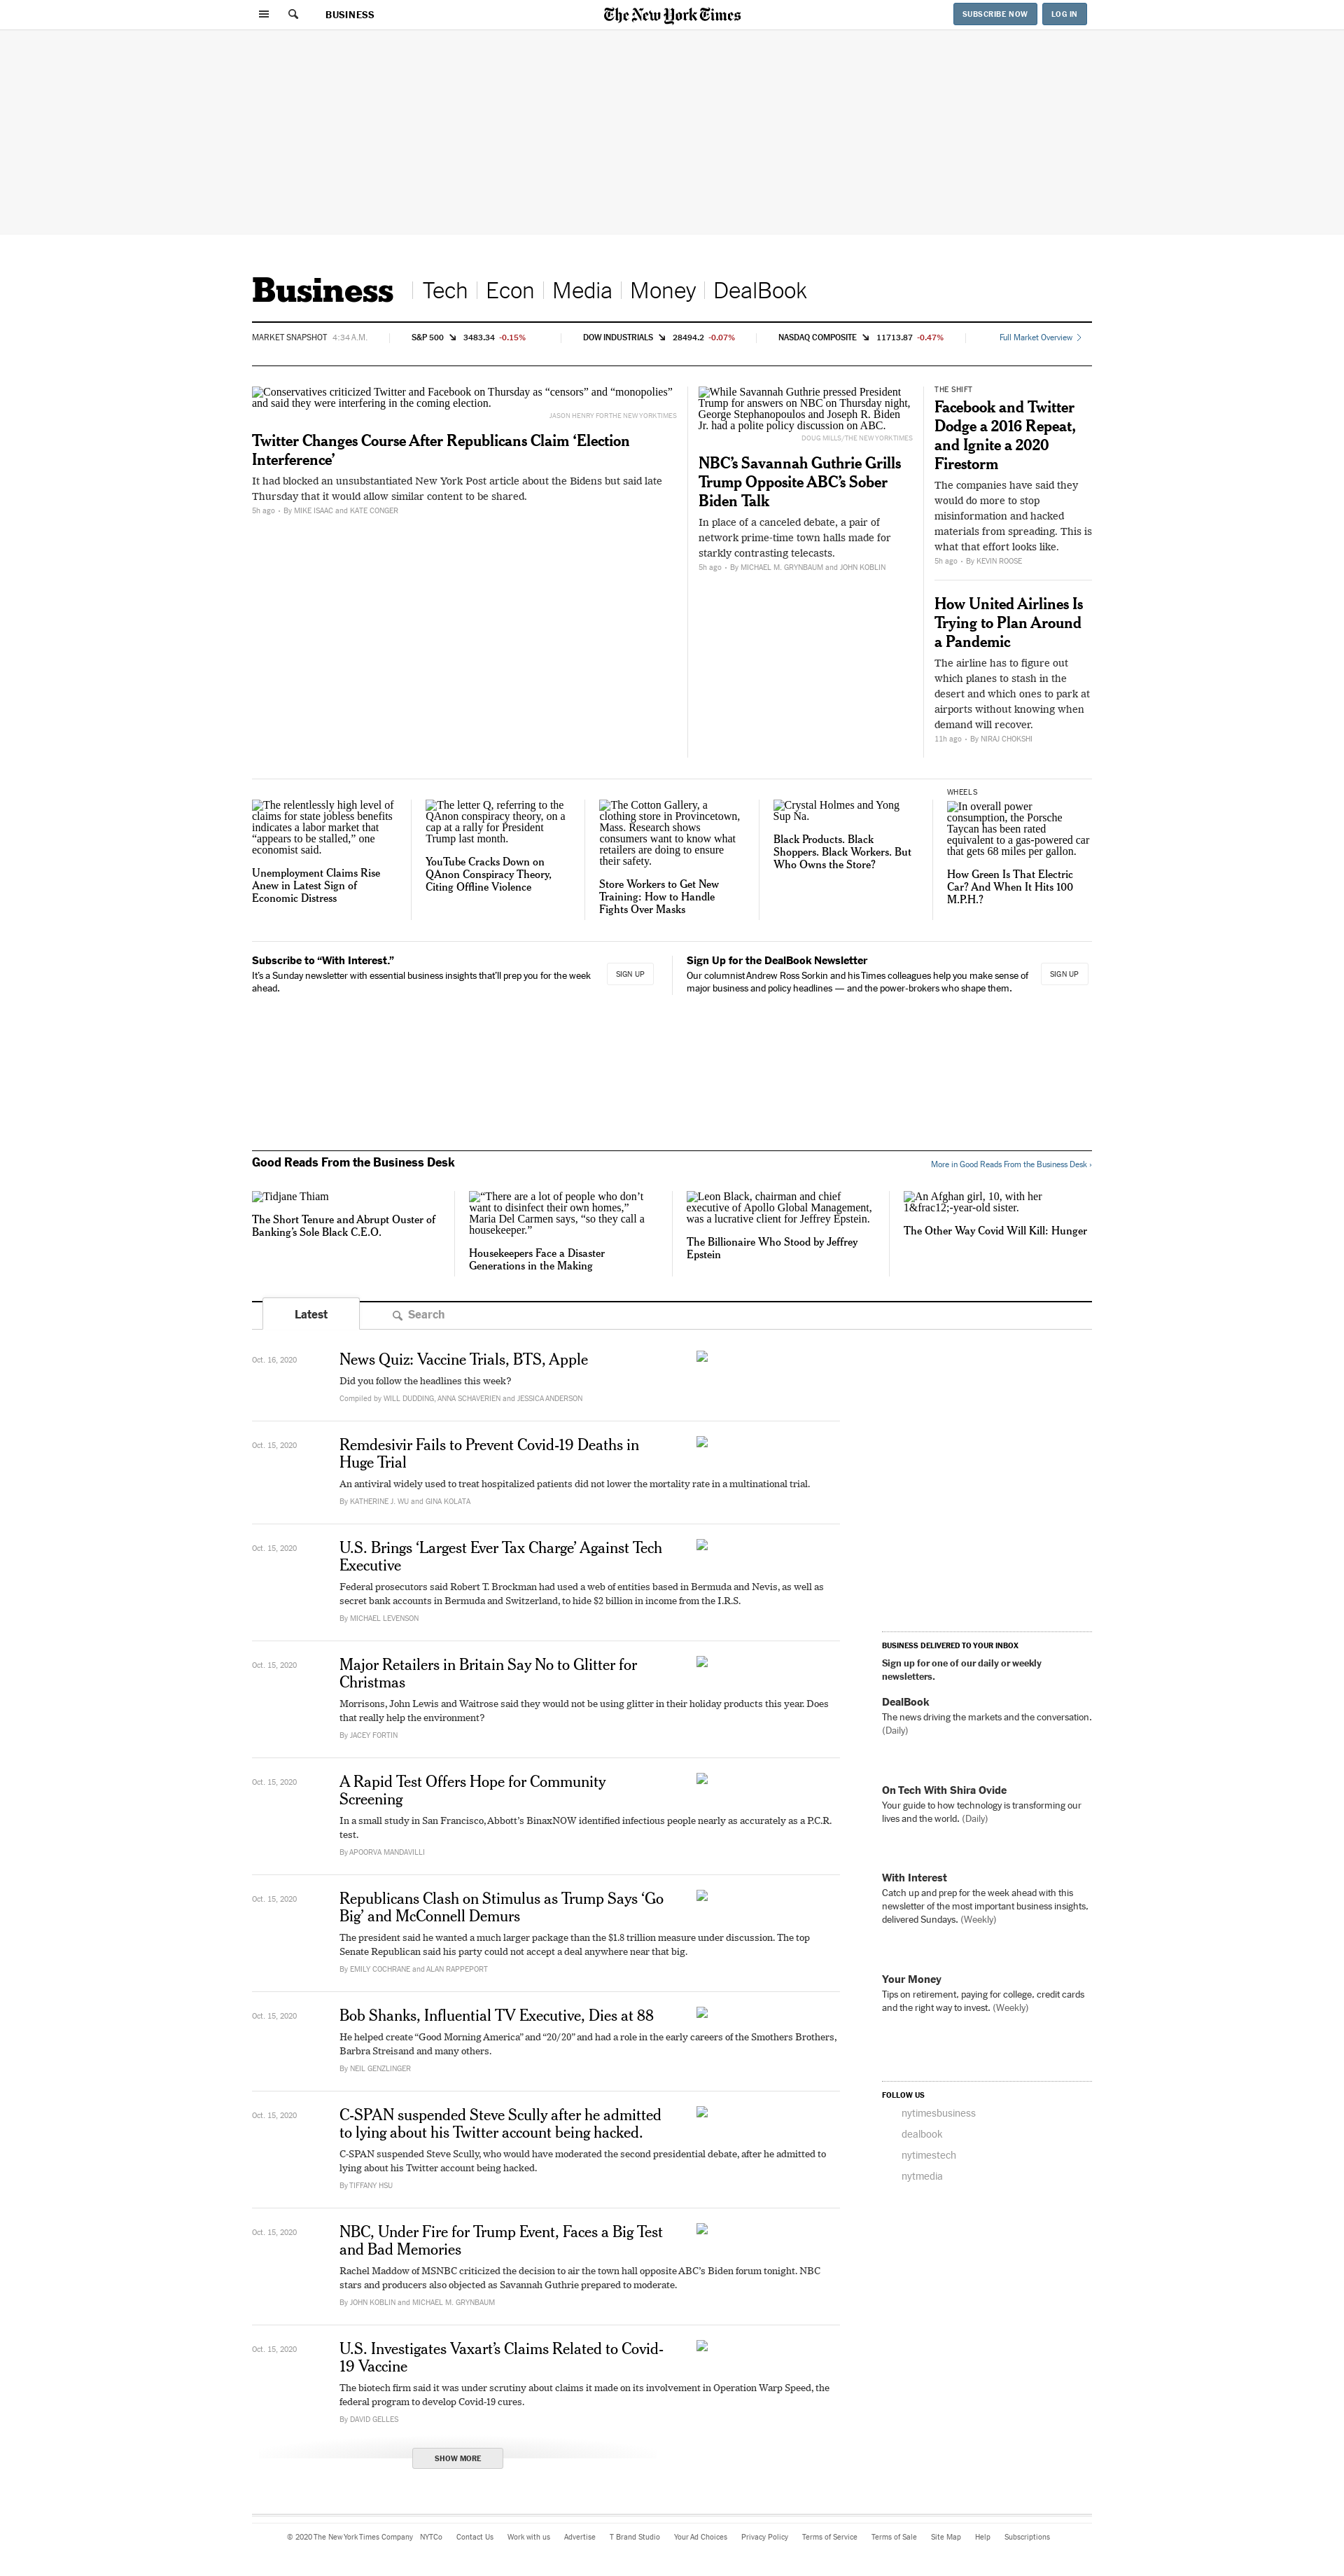 BUSINESS
The New York Times
SUBSCRIBE NOW
LOG IN
Business
Tech
Econ
Media
Money
DealBook
MARKET SNAPSHOT 4:34 A.M.
S&P 500 3483.34 -0.15%
DOW INDUSTRIALS 28494.2 -0.07%
NASDAQ COMPOSITE 11713.87 -0.47%
Full Market Overview
Conservatives criticized Twitter and Facebook on Thursday as “censors” and “monopolies”
and said they were interfering in the coming election.
JASON HENRY FOR THE NEW YORK TIMES
Twitter Changes Course After Republicans Claim ‘Election
Interference’
It had blocked an unsubstantiated New York Post article about the Bidens but said late
Thursday that it would allow similar content to be shared.
5h ago • By MIKE ISAAC and KATE CONGER
While Savannah Guthrie pressed President
Trump for answers on NBC on Thursday night,
George Stephanopoulos and Joseph R. Biden
Jr. had a polite policy discussion on ABC.
DOUG MILLS/THE NEW YORK TIMES
NBC’s Savannah Guthrie Grills
Trump Opposite ABC’s Sober
Biden Talk
In place of a canceled debate, a pair of
network prime-time town halls made for
starkly contrasting telecasts.
5h ago • By MICHAEL M. GRYNBAUM and JOHN KOBLIN
THE SHIFT
Facebook and Twitter
Dodge a 2016 Repeat,
and Ignite a 2020
Firestorm
The companies have said they
would do more to stop
misinformation and hacked
materials from spreading. This is
what that effort looks like.
5h ago • By KEVIN ROOSE
How United Airlines Is
Trying to Plan Around
a Pandemic
The airline has to figure out
which planes to stash in the
desert and which ones to park at
airports without knowing when
demand will recover.
11h ago • By NIRAJ CHOKSHI
The relentlessly high level of
claims for state jobless benefits
indicates a labor market that
“appears to be stalled,” one
economist said.
Unemployment Claims Rise
Anew in Latest Sign of
Economic Distress
The letter Q, referring to the
QAnon conspiracy theory, on a
cap at a rally for President
Trump last month.
YouTube Cracks Down on
QAnon Conspiracy Theory,
Citing Offline Violence
The Cotton Gallery, a
clothing store in Provincetown,
Mass. Research shows
consumers want to know what
retailers are doing to ensure
their safety.
Store Workers to Get New
Training: How to Handle
Fights Over Masks
Crystal Holmes and Yong
Sup Na.
Black Products. Black
Shoppers. Black Workers. But
Who Owns the Store?
WHEELS
In overall power
consumption, the Porsche
Taycan has been rated
equivalent to a gas-powered car
that gets 68 miles per gallon.
How Green Is That Electric
Car? And When It Hits 100
M.P.H.?
Subscribe to “With Interest.”
It’s a Sunday newsletter with essential business insights that’ll prep you for the week
ahead.
SIGN UP
Sign Up for the DealBook Newsletter
Our columnist Andrew Ross Sorkin and his Times colleagues help you make sense of
major business and policy headlines — and the power-brokers who shape them.
SIGN UP
Good Reads From the Business Desk
More in Good Reads From the Business Desk ›
Tidjane Thiam
The Short Tenure and Abrupt Ouster of
Banking’s Sole Black C.E.O.
“There are a lot of people who don’t
want to disinfect their own homes,”
Maria Del Carmen says, “so they call a
housekeeper.”
Housekeepers Face a Disaster
Generations in the Making
Leon Black, chairman and chief
executive of Apollo Global Management,
was a lucrative client for Jeffrey Epstein.
The Billionaire Who Stood by Jeffrey
Epstein
An Afghan girl, 10, with her
1&frac12;-year-old sister.
The Other Way Covid Will Kill: Hunger
Latest
Search
Oct. 16, 2020
News Quiz: Vaccine Trials, BTS, Apple
Did you follow the headlines this week?
Compiled by WILL DUDDING, ANNA SCHAVERIEN and JESSICA ANDERSON
Oct. 15, 2020
Remdesivir Fails to Prevent Covid-19 Deaths in
Huge Trial
An antiviral widely used to treat hospitalized patients did not lower the mortality rate in a multinational trial.
By KATHERINE J. WU and GINA KOLATA
Oct. 15, 2020
U.S. Brings ‘Largest Ever Tax Charge’ Against Tech
Executive
Federal prosecutors said Robert T. Brockman had used a web of entities based in Bermuda and Nevis, as well as
secret bank accounts in Bermuda and Switzerland, to hide $2 billion in income from the I.R.S.
By MICHAEL LEVENSON
Oct. 15, 2020
Major Retailers in Britain Say No to Glitter for
Christmas
Morrisons, John Lewis and Waitrose said they would not be using glitter in their holiday products this year. Does
that really help the environment?
By JACEY FORTIN
Oct. 15, 2020
A Rapid Test Offers Hope for Community
Screening
In a small study in San Francisco, Abbott’s BinaxNOW identified infectious people nearly as accurately as a P.C.R.
test.
By APOORVA MANDAVILLI
Oct. 15, 2020
Republicans Clash on Stimulus as Trump Says ‘Go
Big’ and McConnell Demurs
The president said he wanted a much larger package than the $1.8 trillion measure under discussion. The top
Senate Republican said his party could not accept a deal anywhere near that big.
By EMILY COCHRANE and ALAN RAPPEPORT
Oct. 15, 2020
Bob Shanks, Influential TV Executive, Dies at 88
He helped create “Good Morning America” and “20/20” and had a role in the early careers of the Smothers Brothers,
Barbra Streisand and many others.
By NEIL GENZLINGER
Oct. 15, 2020
C-SPAN suspended Steve Scully after he admitted
to lying about his Twitter account being hacked.
C-SPAN suspended Steve Scully, who would have moderated the second presidential debate, after he admitted to
lying about his Twitter account being hacked.
By TIFFANY HSU
Oct. 15, 2020
NBC, Under Fire for Trump Event, Faces a Big Test
and Bad Memories
Rachel Maddow of MSNBC criticized the decision to air the town hall opposite ABC’s Biden forum tonight. NBC
stars and producers also objected as Savannah Guthrie prepared to moderate.
By JOHN KOBLIN and MICHAEL M. GRYNBAUM
Oct. 15, 2020
U.S. Investigates Vaxart’s Claims Related to Covid-
19 Vaccine
The biotech firm said it was under scrutiny about claims it made on its involvement in Operation Warp Speed, the
federal program to develop Covid-19 cures.
By DAVID GELLES
SHOW MORE
BUSINESS DELIVERED TO YOUR INBOX
Sign up for one of our daily or weekly
newsletters.
DealBook
The news driving the markets and the conversation.
(Daily)
On Tech With Shira Ovide
Your guide to how technology is transforming our
lives and the world. (Daily)
With Interest
Catch up and prep for the week ahead with this
newsletter of the most important business insights,
delivered Sundays. (Weekly)
Your Money
Tips on retirement, paying for college, credit cards
and the right way to invest. (Weekly)
FOLLOW US
nytimesbusiness
dealbook
nytimestech
nytmedia
© 2020 The New York Times Company
NYTCo
Contact Us
Work with us
Advertise
T Brand Studio
Your Ad Choices
Privacy Policy
Terms of Service
Terms of Sale
Site Map
Help
Subscriptions